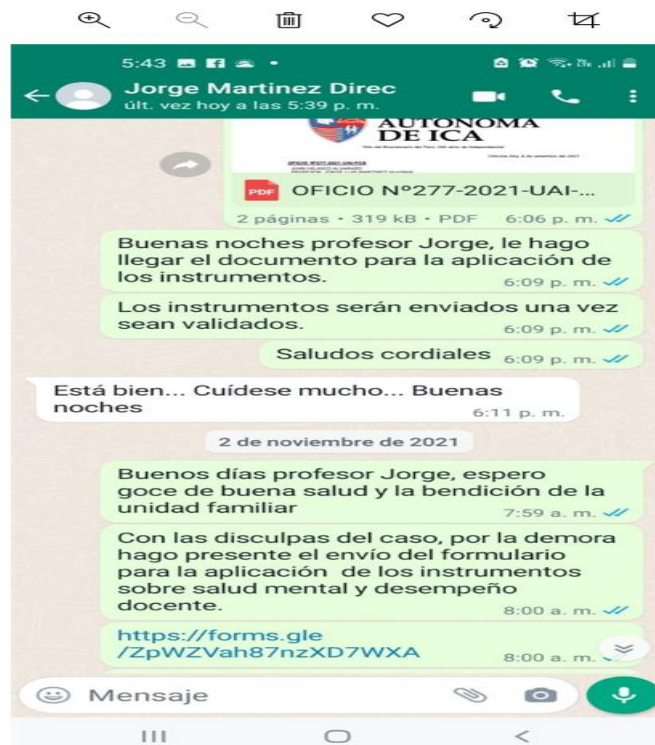 5:43
Jorge Martinez Direc
últ. vez hoy a las 5:39 p. m.
AUTÓNOMA
DE ICA
PDF OFICIO Nº277-2021-UAI-...
2 páginas • 319 kB • PDF 6:06 p. m.
Buenas noches profesor Jorge, le hago
llegar el documento para la aplicación de
los instrumentos.
6:09 p. m.
Los instrumentos serán enviados una vez
sean validados.
6:09 p. m.
Saludos cordiales 6:09 p. m.
Está bien... Cuídese mucho... Buenas
noches
6:11 p. m.
2 de noviembre de 2021
Buenos días profesor Jorge, espero
goce de buena salud y la bendición de la
unidad familiar
7:59 a. m.
Con las disculpas del caso, por la demora
hago presente el envío del formulario
para la aplicación de los instrumentos
sobre salud mental y desempeño
docente.
8:00 a. m.
https://forms.gle
/ZpWZVah87nzXD7WXA
8:00 a. m.
Mensaje